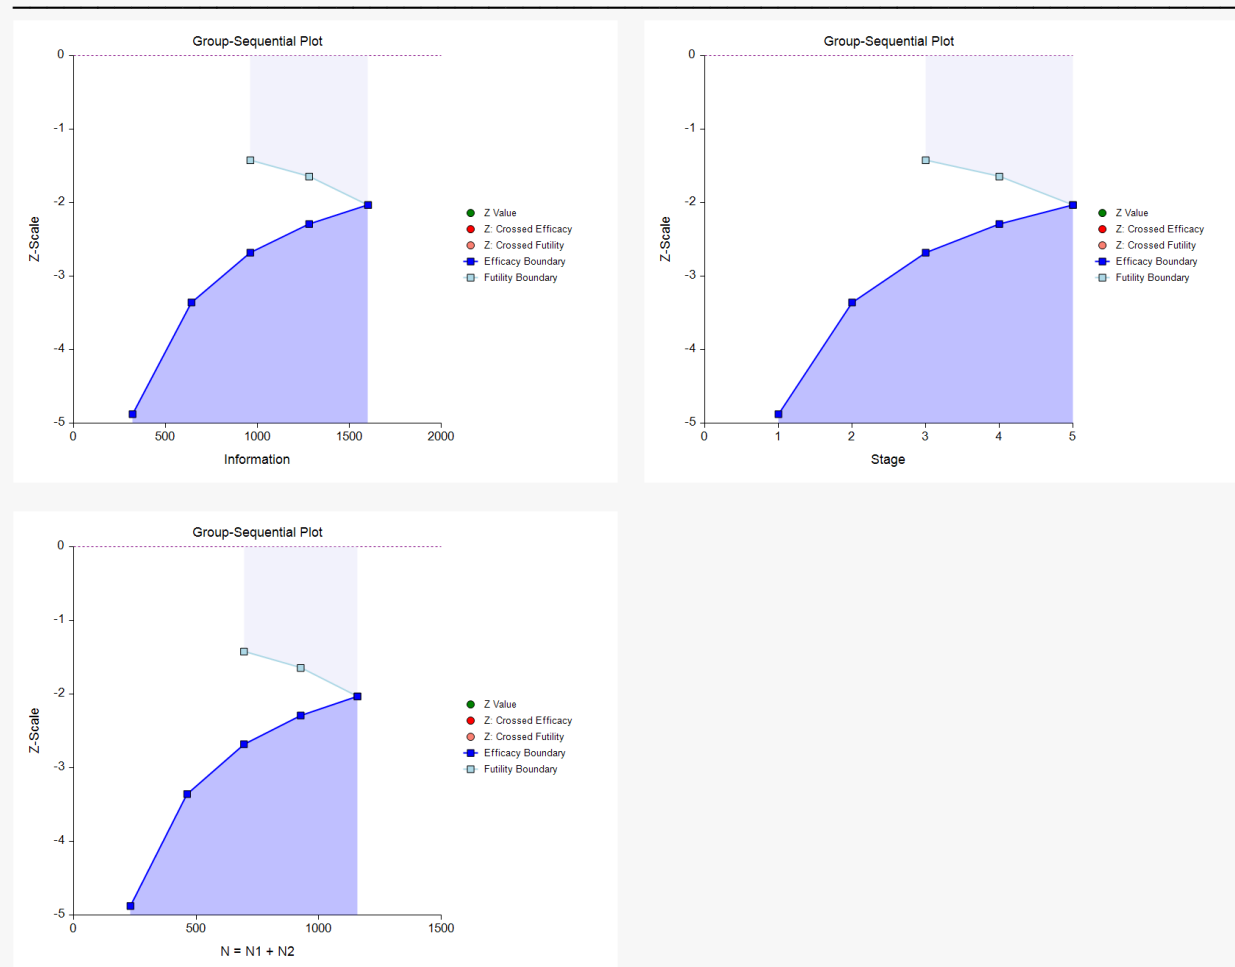 Group-Sequential Plot
0
-1
-2
-3
-4
-5
Z-Scale
0 500 1000 1500 2000
Information
Z Value
Z: Crossed Efficacy
Z: Crossed Futility
Efficacy Boundary
Futility Boundary
Group-Sequential Plot
0
-1
-2
-3
-4
-5
Z-Scale
0 1 2 3 4 5
Stage
Z Value
Z: Crossed Efficacy
Z: Crossed Futility
Efficacy Boundary
Futility Boundary
Group-Sequential Plot
0
-1
-2
-3
-4
-5
Z-Scale
0 500 1000 1500
N = N1 + N2
Z Value
Z: Crossed Efficacy
Z: Crossed Futility
Efficacy Boundary
Futility Boundary